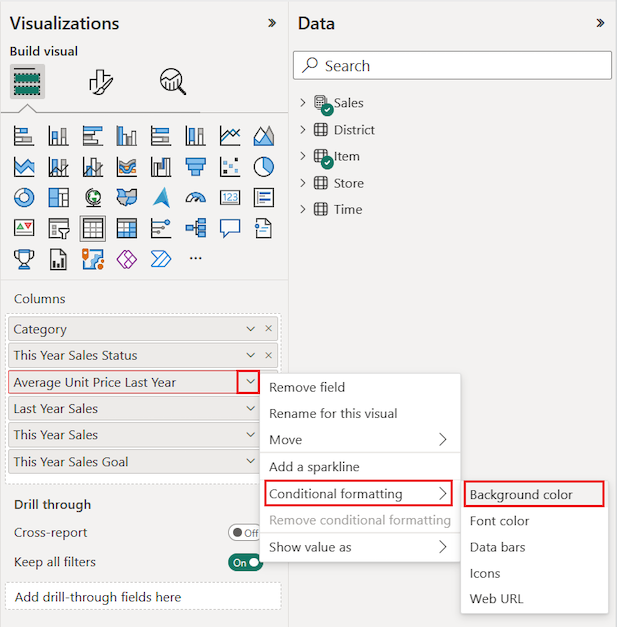 Visualizations
Build visual
123
...
Columns
Category
This Year Sales Status
Average Unit Price Last Year
Last Year Sales
This Year Sales
This Year Sales Goal
Drill through
Cross-report
Off
Keep all filters
On
Add drill-through fields here
Data
Search
Sales
District
Item
Store
Time
Remove field
Rename for this visual
Move
Add a sparkline
Conditional formatting
Remove conditional formatting
Show value as
Background color
Font color
Data bars
Icons
Web URL